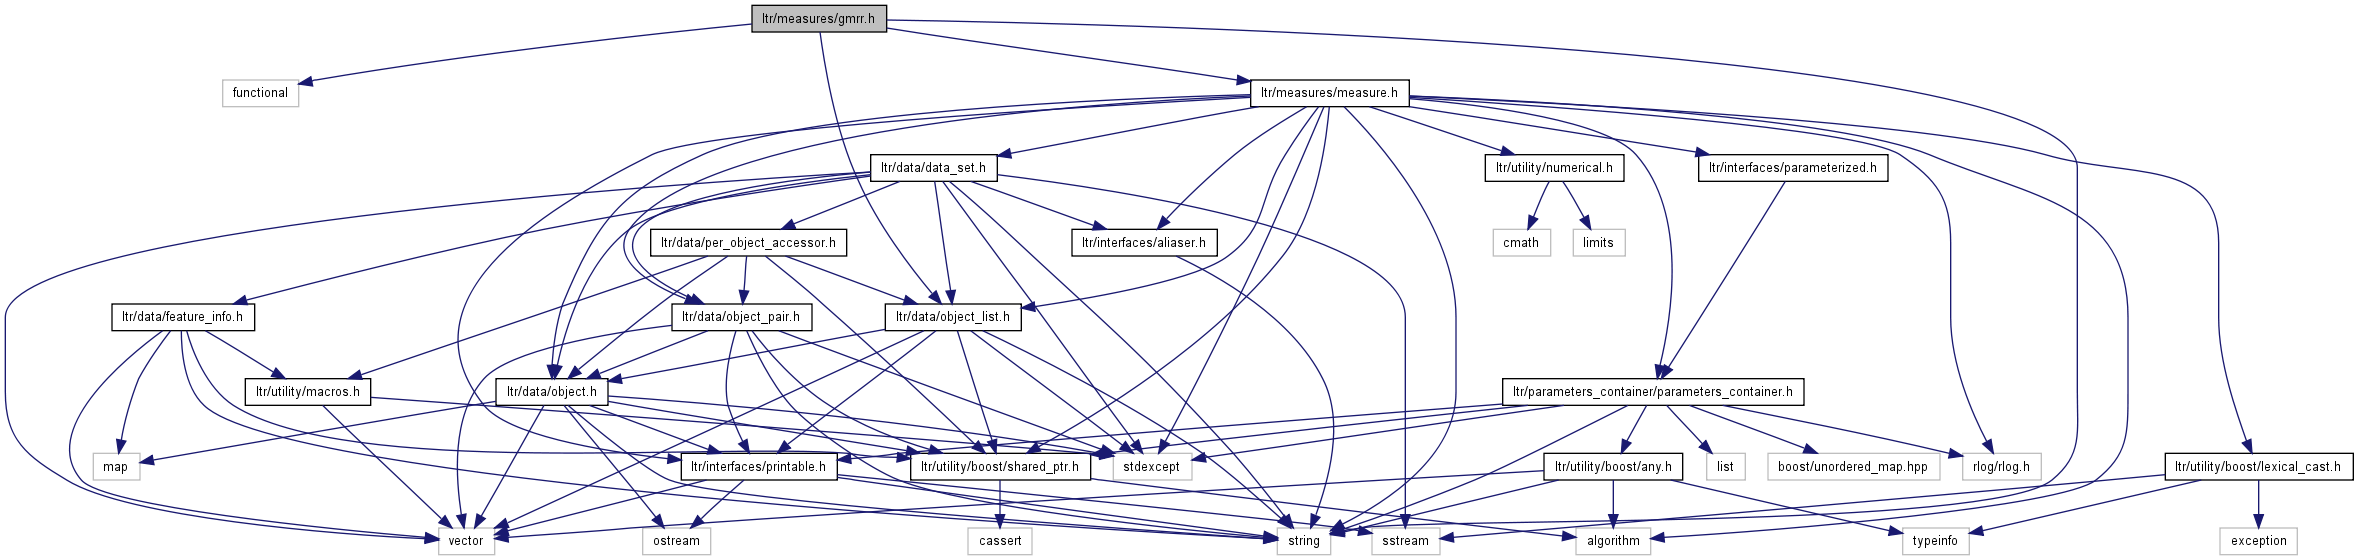 ltr/measures/gmrr.h
functional
ltr/measures/measure.h
ltr/data/data_set.h
ltr/utility/numerical.h
ltr/interfaces/parameterized.h
ltr/data/per_object_accessor.h
ltr/interfaces/aliaser.h
cmath
limits
ltr/data/feature_info.h
ltr/data/object_pair.h
ltr/data/object_list.h
ltr/utility/macros.h
ltr/data/object.h
ltr/parameters_container/parameters_container.h
map
ltr/interfaces/printable.h
ltr/utility/boost/shared_ptr.h
stdexcept
ltr/utility/boost/any.h
list
boost/unordered_map.hpp
rlog/rlog.h
ltr/utility/boost/lexical_cast.h
vector
ostream
cassert
string
sstream
algorithm
typeinfo
exception